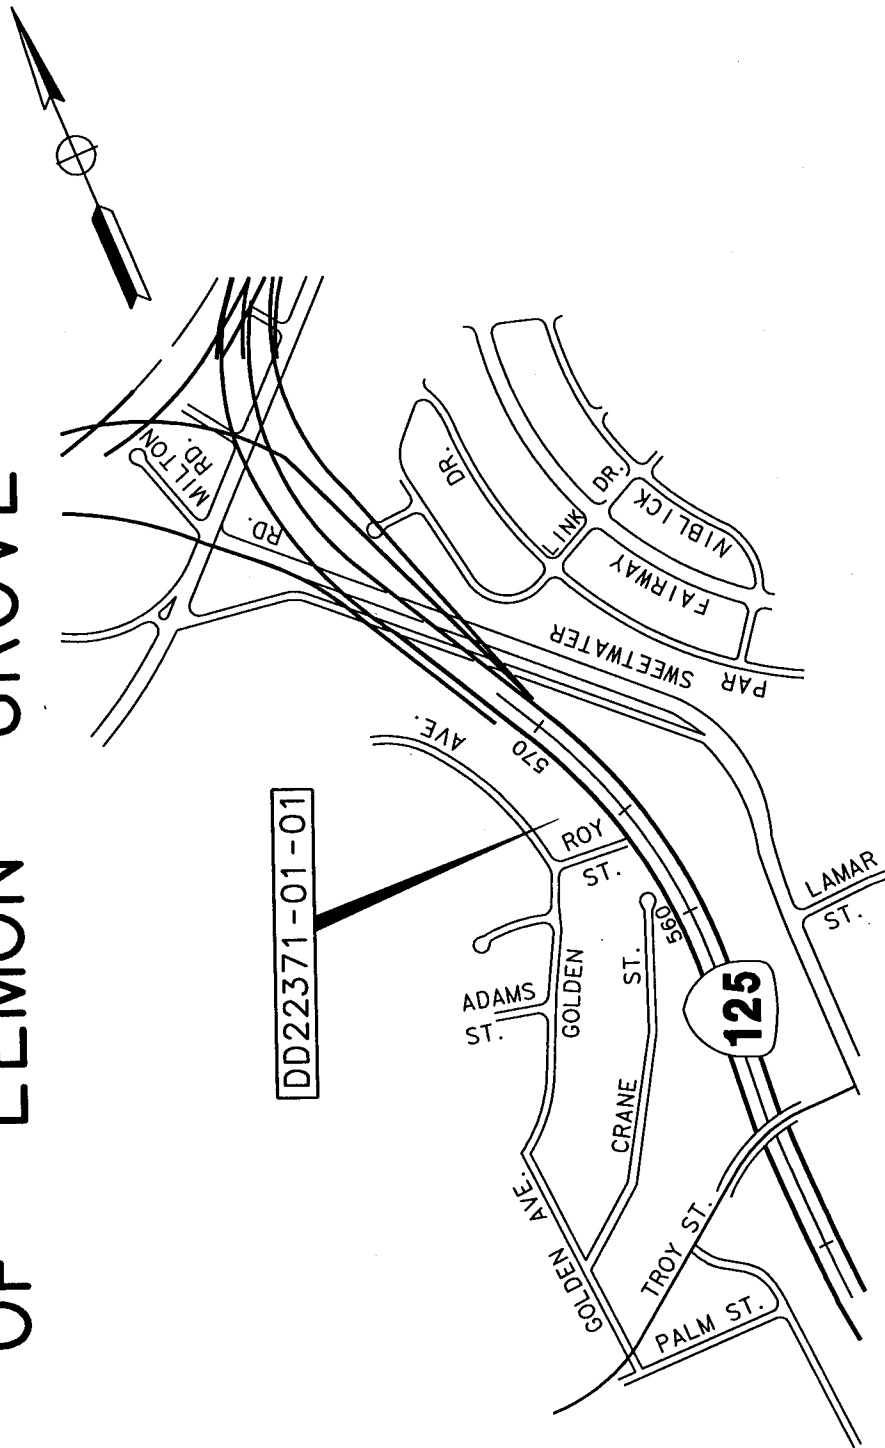 OF LEMON GROVE
MILTON
RD.
RD.
DR.
LINK
DR.
NIBLICK
FAIRWAY
SWEETWATER
PAR
AVE.
570
DD22371-01-01
ROY
ST.
LAMAR
ST.
560
ADAMS
ST.
GOLDEN
ST.
125
CRANE
GOLDEN AVE.
TROY ST.
PALM ST.